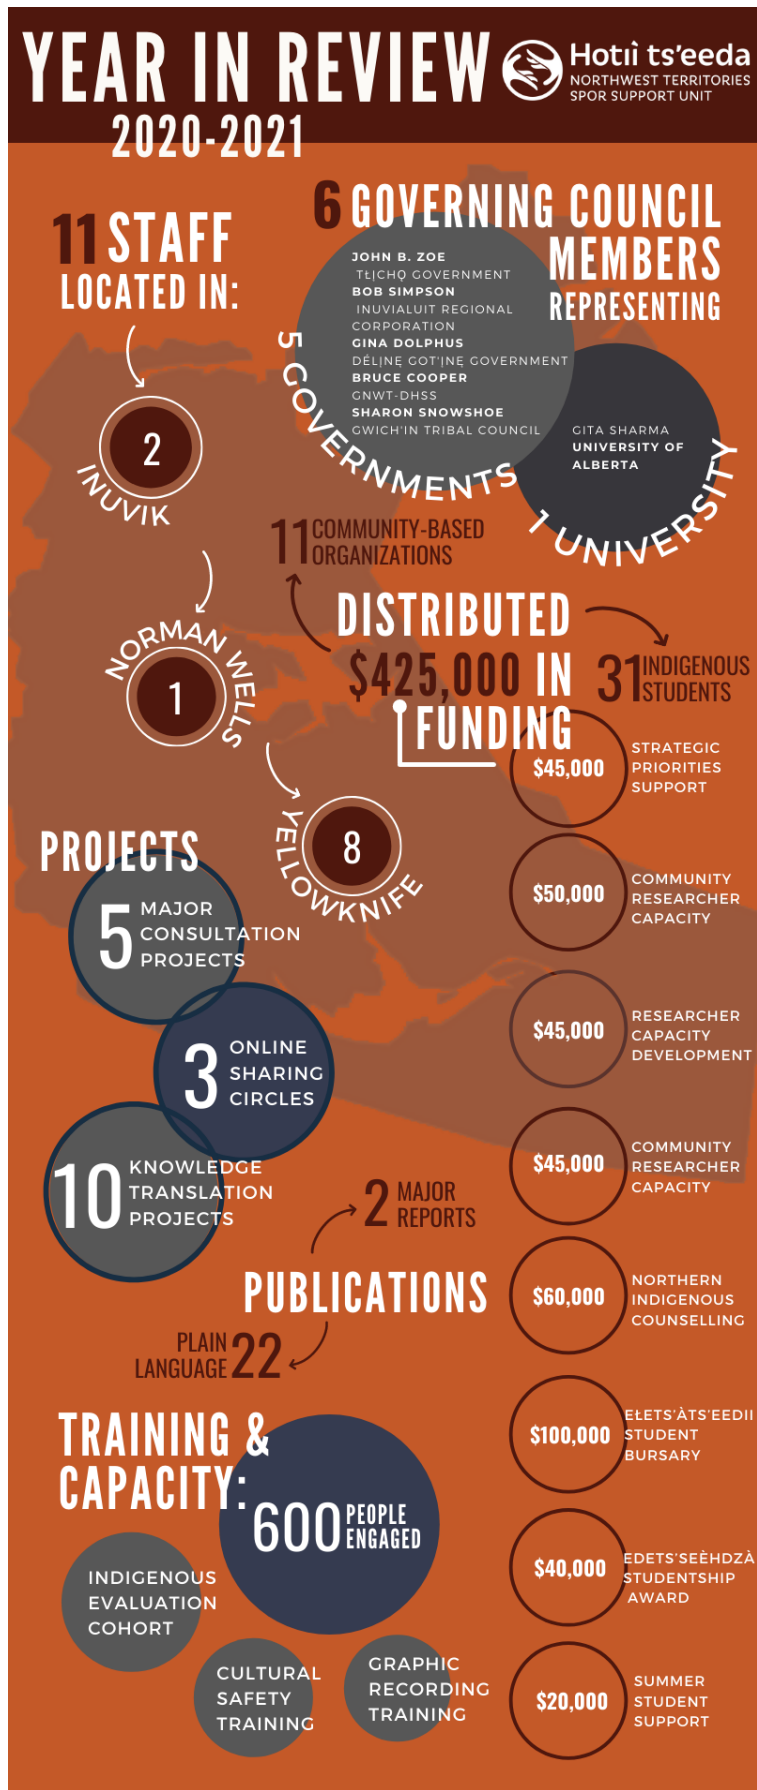 YEAR IN REVIEW
2020-2021
Hotıì ts'eeda
NORTHWEST TERRITORIES
SPOR SUPPORT UNIT
11 STAFF
LOCATED IN:
2
INUVIK
1
NORMAN WELLS
8
YELLOWKNIFE
6 GOVERNING COUNCIL
MEMBERS
REPRESENTING
JOHN B. ZOE
TŁĮCHǪ GOVERNMENT
BOB SIMPSON
INUVIALUIT REGIONAL
CORPORATION
GINA DOLPHUS
DÉLĮNĘ GOT'ĮNĘ GOVERNMENT
BRUCE COOPER
GNWT-DHSS
SHARON SNOWSHOE
GWICH'IN TRIBAL COUNCIL
5 GOVERNMENTS
GITA SHARMA
UNIVERSITY OF
ALBERTA
1 UNIVERSITY
11 COMMUNITY-BASED
ORGANIZATIONS
DISTRIBUTED
$425,000 IN
FUNDING
31 INDIGENOUS
STUDENTS
$45,000
STRATEGIC
PRIORITIES
SUPPORT
$50,000
COMMUNITY
RESEARCHER
CAPACITY
$45,000
RESEARCHER
CAPACITY
DEVELOPMENT
$45,000
COMMUNITY
RESEARCHER
CAPACITY
$60,000
NORTHERN
INDIGENOUS
COUNSELLING
$100,000
EŁETS'ÀTS'EEDII
STUDENT
BURSARY
$40,000
EDETS'SEÈHDZÀ
STUDENTSHIP
AWARD
$20,000
SUMMER
STUDENT
SUPPORT
PROJECTS
5 MAJOR
CONSULTATION
PROJECTS
3 ONLINE
SHARING
CIRCLES
10 KNOWLEDGE
TRANSLATION
PROJECTS
2 MAJOR
REPORTS
PUBLICATIONS
PLAIN
LANGUAGE 22
TRAINING &
CAPACITY:
600 PEOPLE
ENGAGED
INDIGENOUS
EVALUATION
COHORT
CULTURAL
SAFETY
TRAINING
GRAPHIC
RECORDING
TRAINING